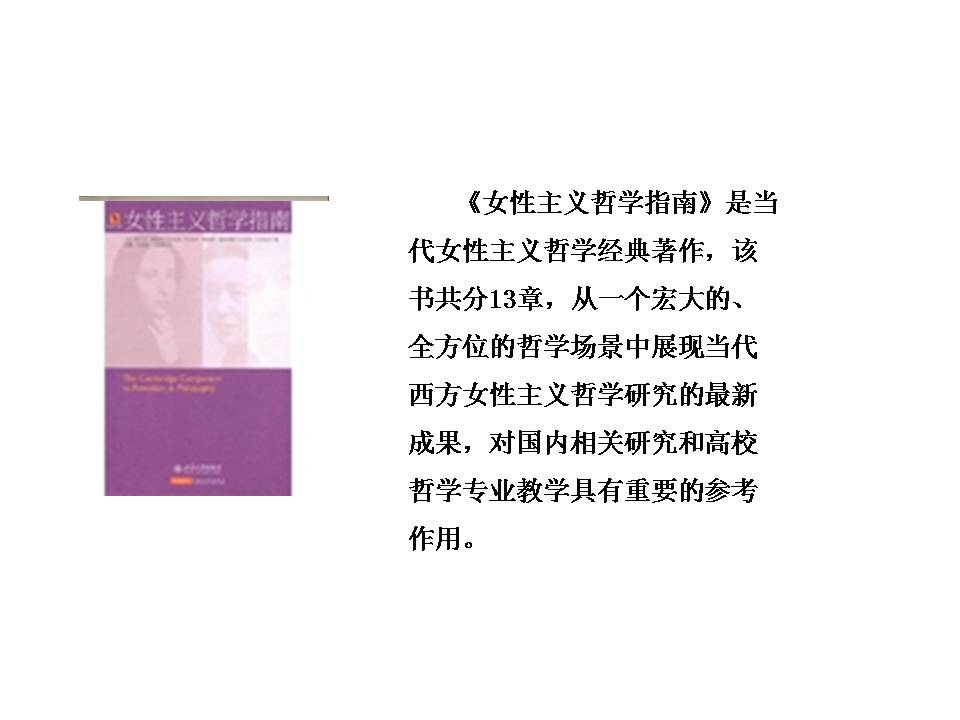 女性主义哲学指南
The Cambridge Companion
to Feminism in Philosophy
《女性主义哲学指南》是当
代女性主义哲学经典著作，该
书共分13章，从一个宏大的、
全方位的哲学场景中展现当代
西方女性主义哲学研究的最新
成果，对国内相关研究和高校
哲学专业教学具有重要的参考
作用。